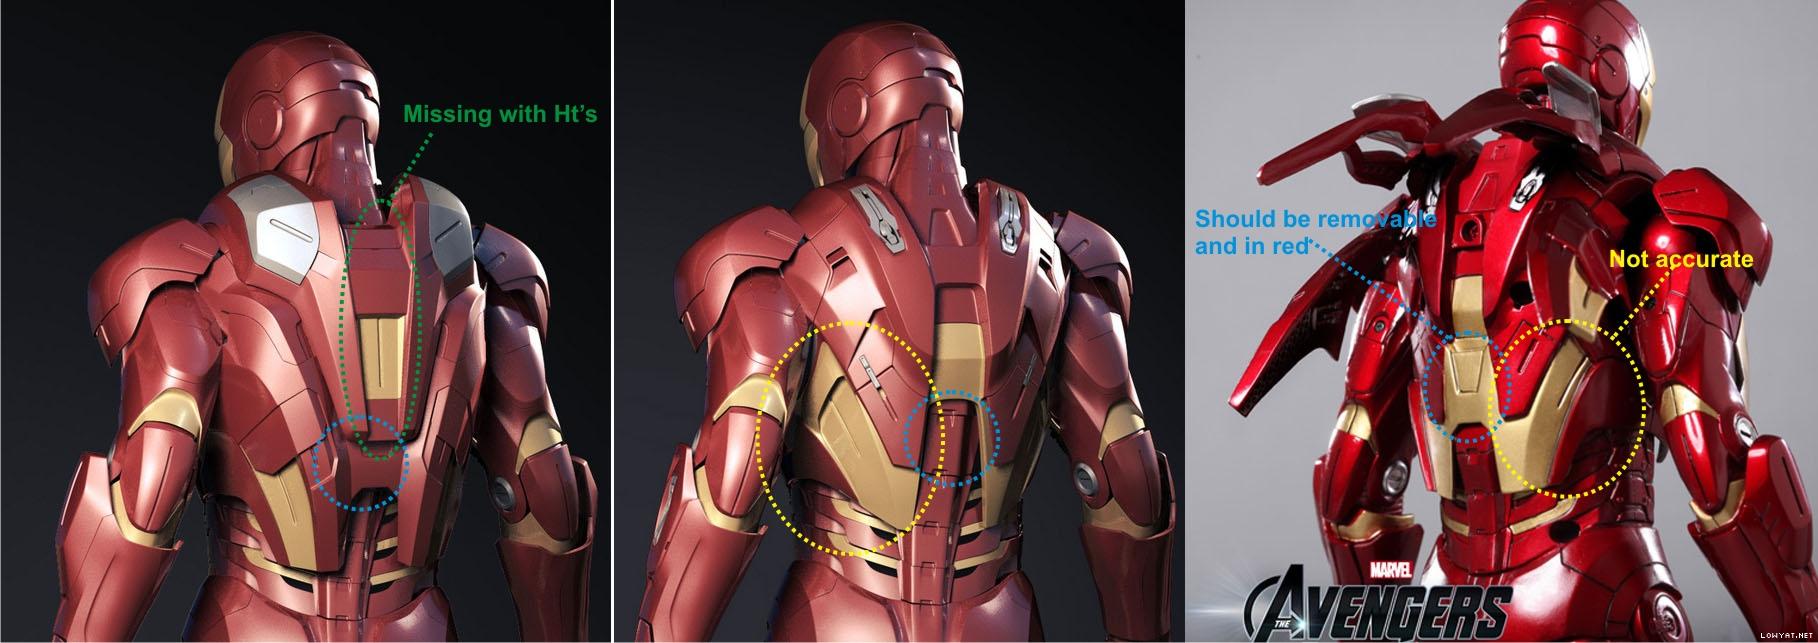 Missing with Ht's
Should be removable
and in red
Not accurate
MARVEL
THE AVENGERS
LOWYAT.NET